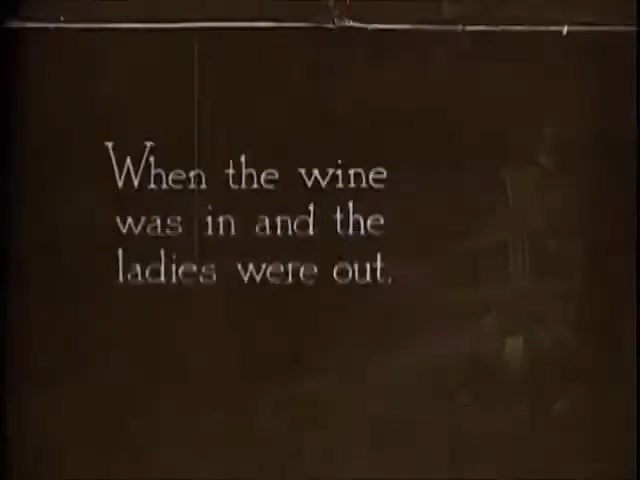 When the wine
was in and the
ladies were out.